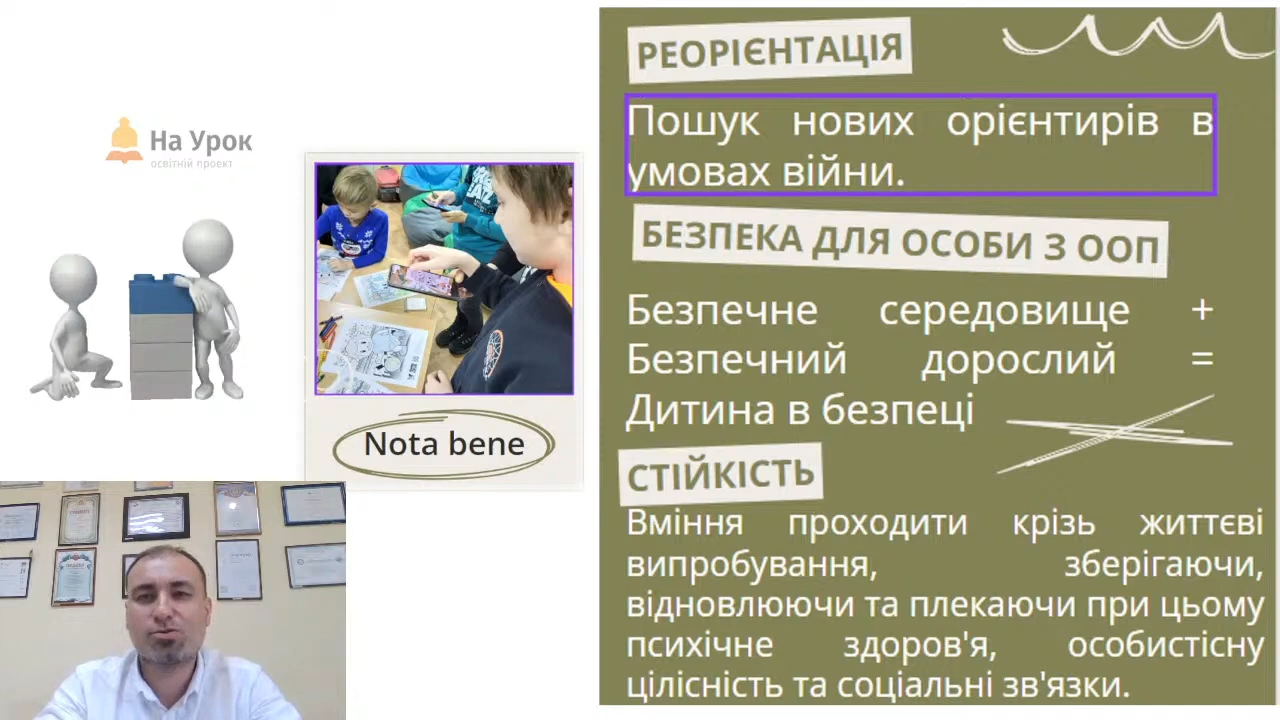 На Урок
освітній проект
Nota bene
РЕОРІЄНТАЦІЯ
Пошук нових орієнтирів в
умовах війни.
БЕЗПЕКА ДЛЯ ОСОБИ З ООП
Безпечне середовище +
Безпечний дорослий =
Дитина в безпеці
СТІЙКІСТЬ
Вміння проходити крізь життєві
випробування, зберігаючи,
відновлюючи та плекаючи при цьому
психічне здоров'я, особистісну
цілісність та соціальні зв'язки.